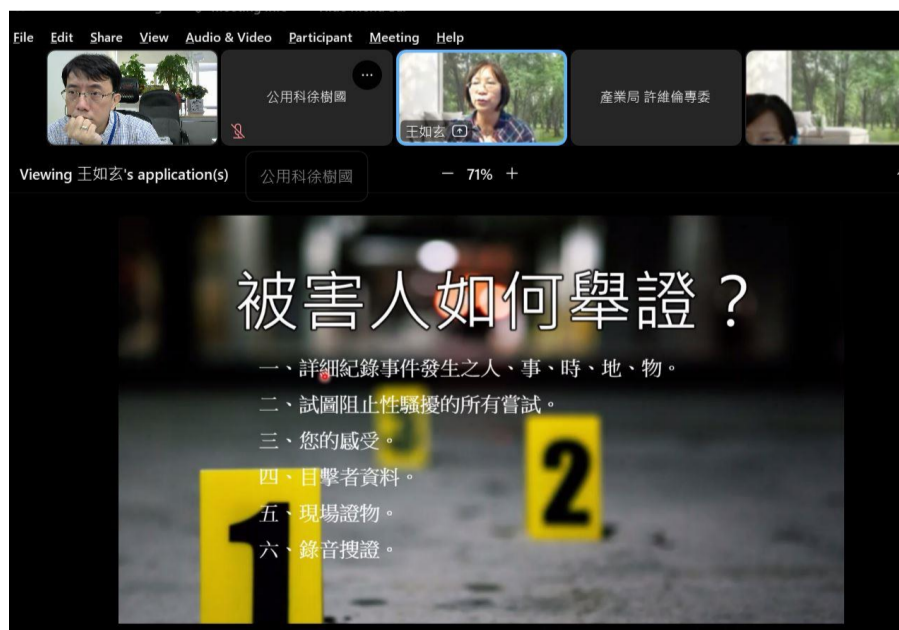 File Edit Share View Audio & Video Participant Meeting Help
公用科徐樹國
王如玄
產業局 許維倫專委
Viewing 王如玄's application(s)
公用科徐樹國
71%
被害人如何舉證？
一、詳細紀錄事件發生之人、事、時、地、物。
二、試圖阻止性騷擾的所有嘗試。
三、您的感受。
四、目擊者資料。
五、現場證物。
六、錄音搜證。
1
2
3